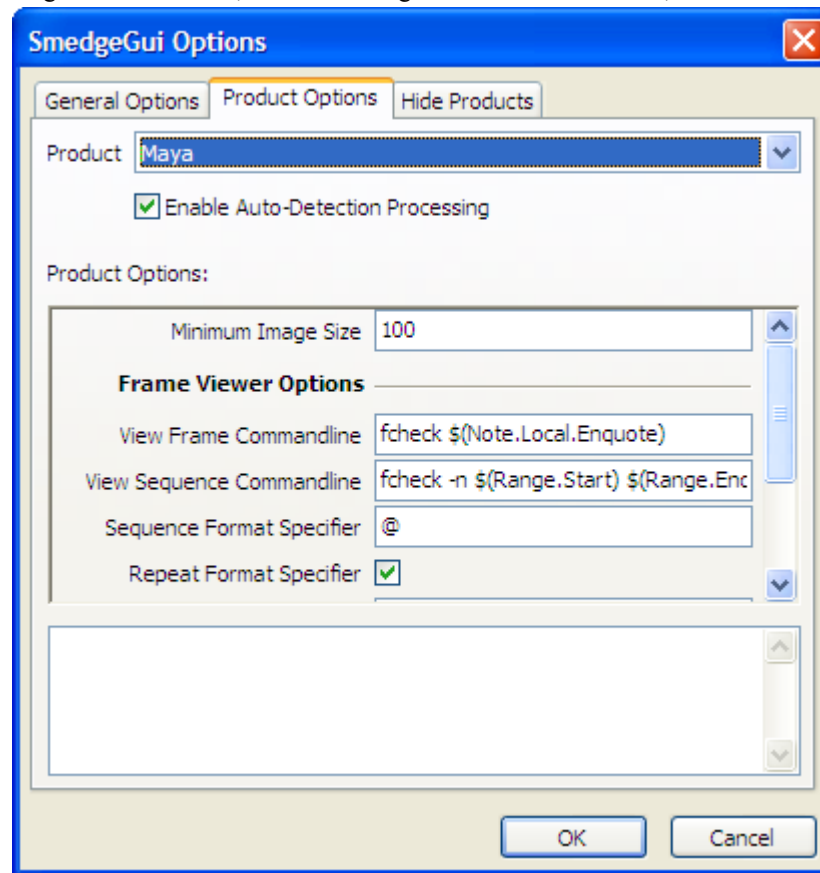 SmedgeGui Options
General Options Product Options Hide Products
Product Maya
Enable Auto-Detection Processing
Product Options:
Minimum Image Size 100
Frame Viewer Options
View Frame Commandline fcheck $(Note.Local.Enquote)
View Sequence Commandline fcheck -n $(Range.Start) $(Range.Enc
Sequence Format Specifier @
Repeat Format Specifier
OK Cancel